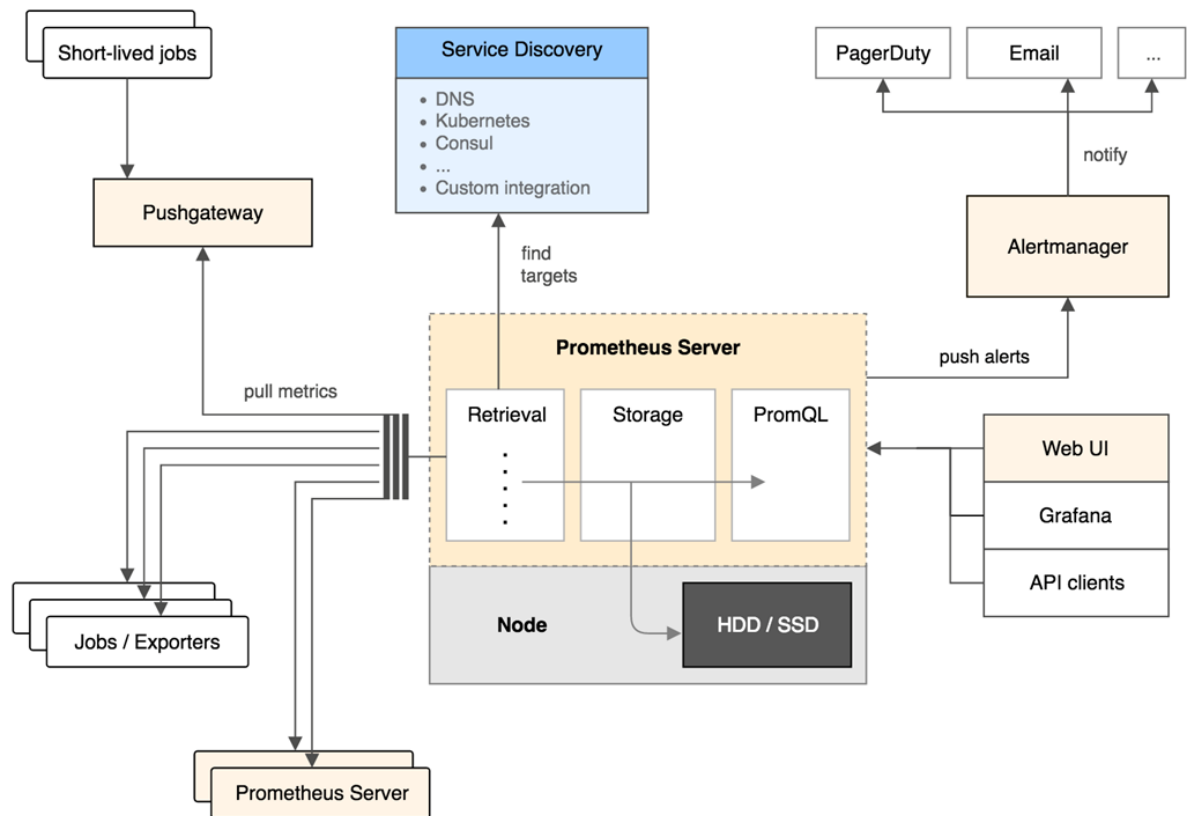 Short-lived jobs
Service Discovery
• DNS
• Kubernetes
• Consul
• ...
• Custom integration
PagerDuty
Email
...
notify
Pushgateway
Alertmanager
find
targets
Prometheus Server
push alerts
pull metrics
Retrieval
Storage
PromQL
Web UI
Grafana
API clients
Jobs / Exporters
Node
HDD / SSD
Prometheus Server